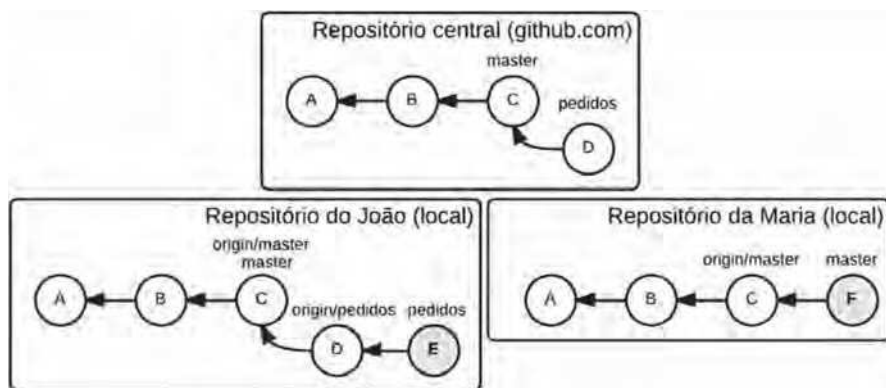 Repositório central (github.com)
master
A
B
C
pedidos
D
Repositório do João (local)
origin/master
master
A
B
C
origin/pedidos
pedidos
D
E
Repositório da Maria (local)
origin/master
master
A
B
C
F